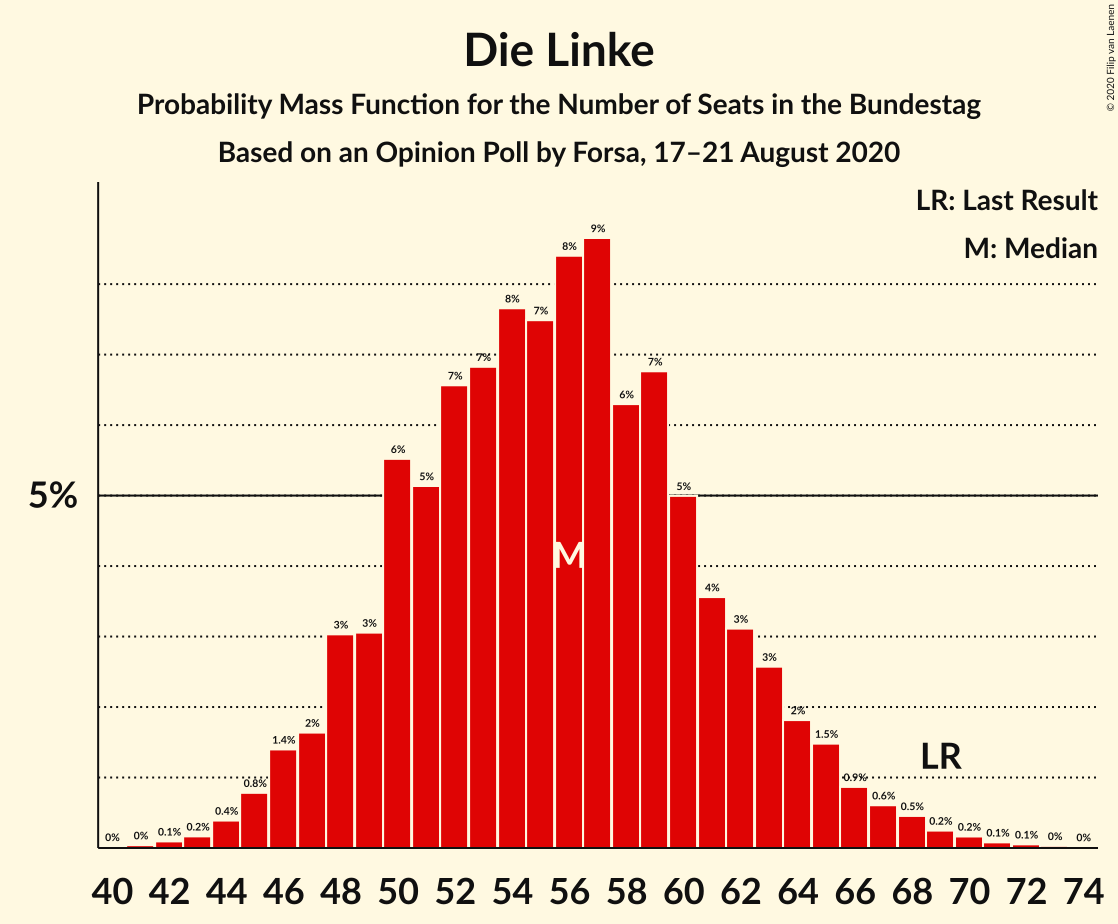 Die Linke
Probability Mass Function for the Number of Seats in the Bundestag
Based on an Opinion Poll by Forsa, 17–21 August 2020
© 2020 Filip van Laenen
LR: Last Result
M: Median
5%
0% 0% 0.1% 0.2% 0.4% 0.8% 1.4% 2% 3% 3% 6% 5% 7% 7% 8% 7% 8% 9% 6% 7% 5% 4% 3% 3% 2% 1.5% 0.9% 0.6% 0.5% 0.2% 0.2% 0.1% 0.1% 0% 0%
M
LR
40 42 44 46 48 50 52 54 56 58 60 62 64 66 68 70 72 74